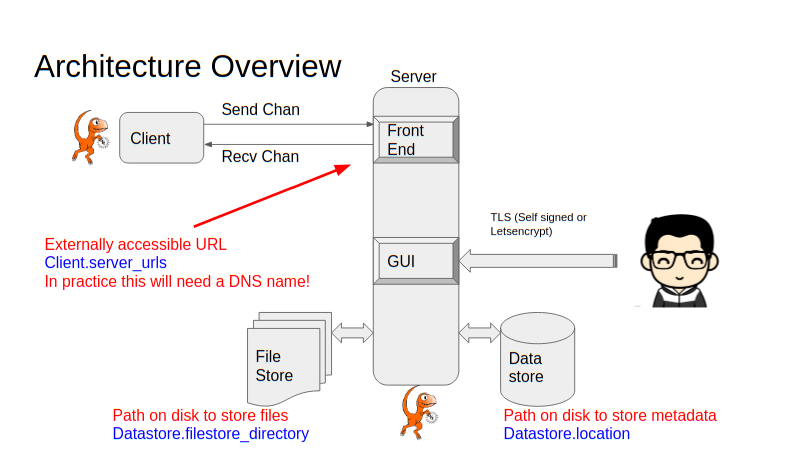 Architecture Overview
Server
Send Chan
Client
Front
End
Recv Chan
TLS (Self signed or
Letsencrypt)
Externally accessible URL
Client.server_urls
In practice this will need a DNS name!
GUI
File
Store
Data
store
Path on disk to store files
Datastore.filestore_directory
Path on disk to store metadata
Datastore.location